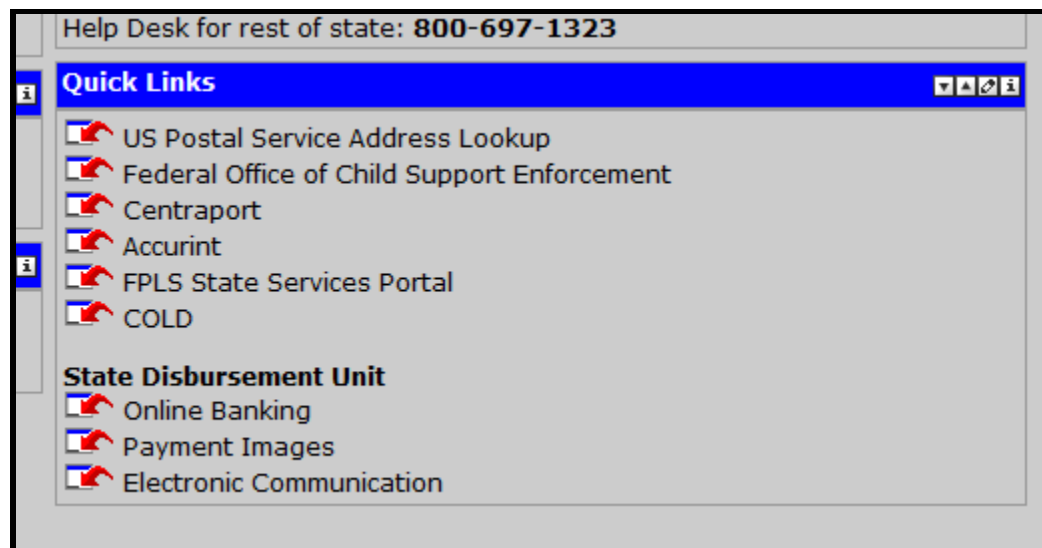 Help Desk for rest of state: 800-697-1323
Quick Links
US Postal Service Address Lookup
Federal Office of Child Support Enforcement
Centraport
Accurint
FPLS State Services Portal
COLD
State Disbursement Unit
Online Banking
Payment Images
Electronic Communication